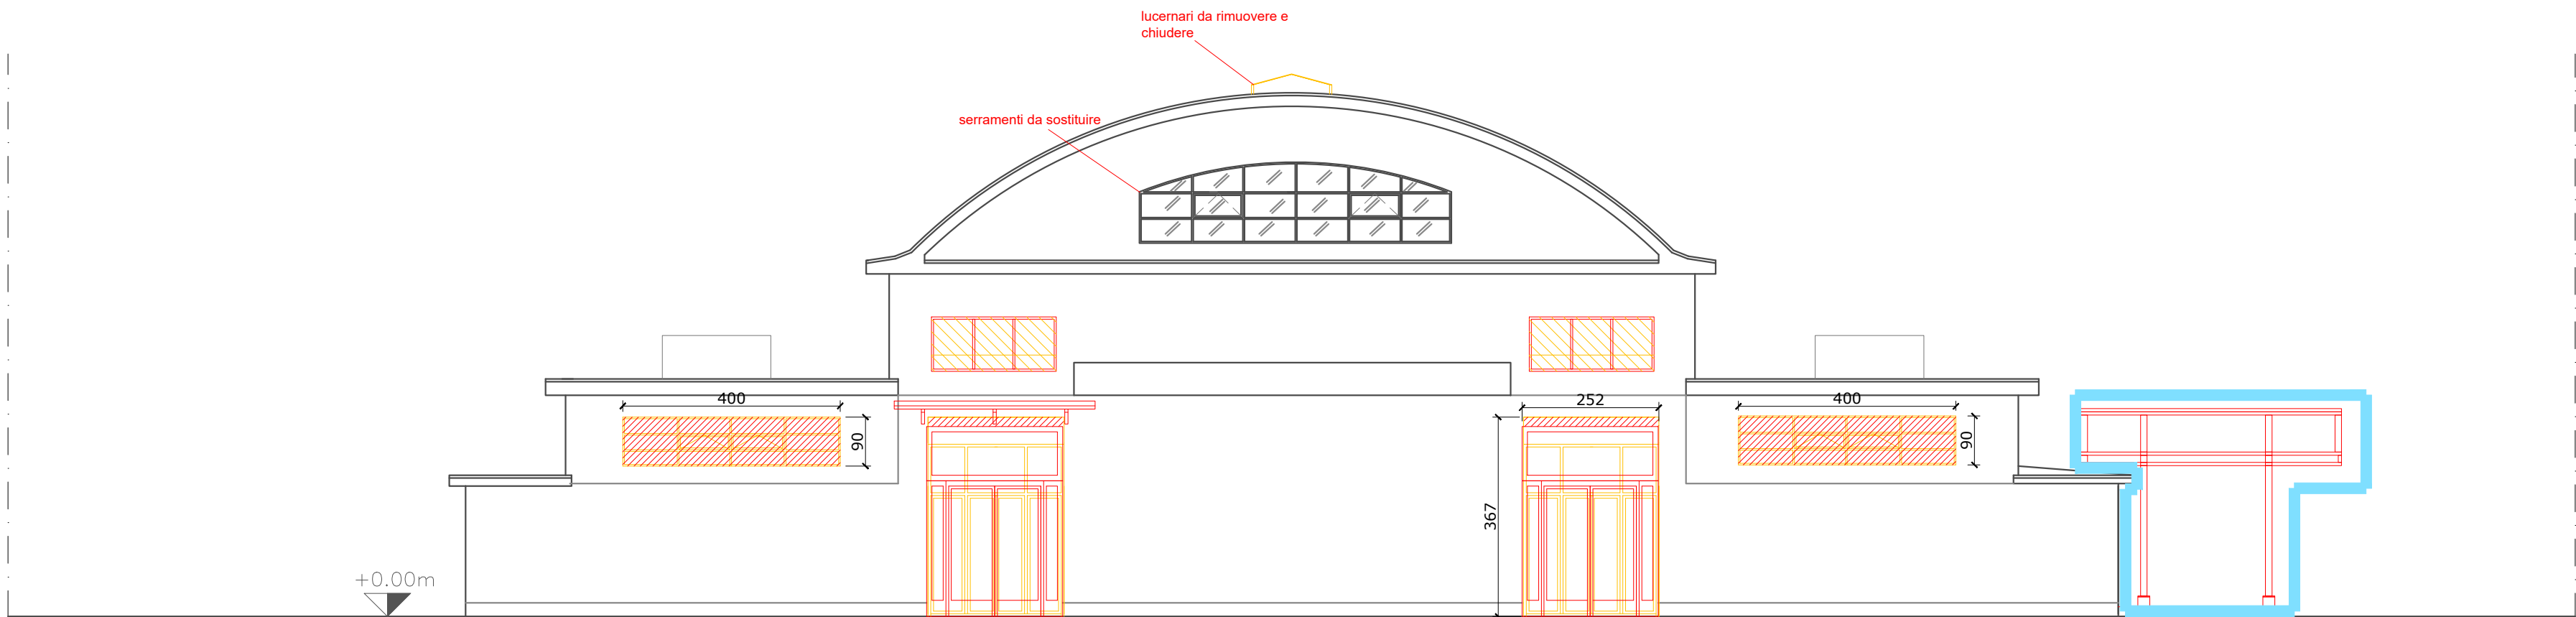 lucernari da rimuovere e
chiudere
serramenti da sostituire
400
90
252
367
400
90
+0.00m